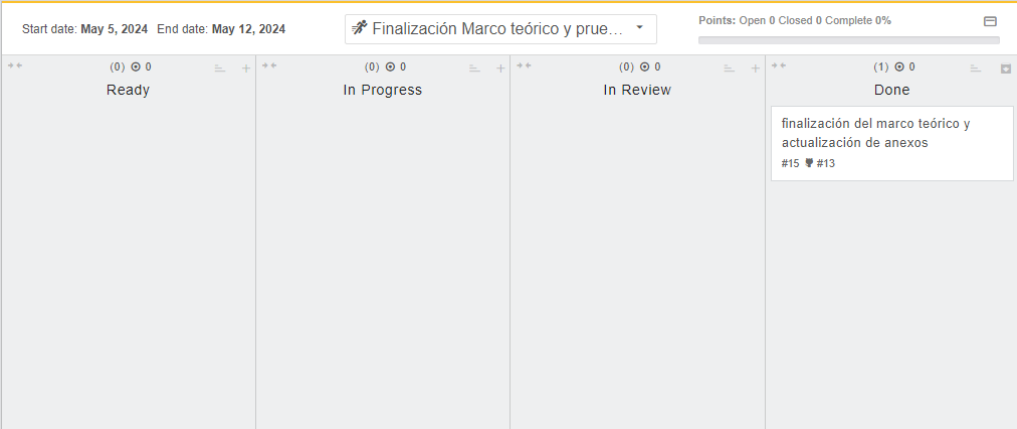 Start date: May 5, 2024 End date: May 12, 2024
Finalización Marco teórico y prue...
Points: Open 0 Closed 0 Complete 0%
(0) 0
Ready
(0) 0
In Progress
(0) 0
In Review
(1) 0
Done
finalización del marco teórico y
actualización de anexos
#15 #13